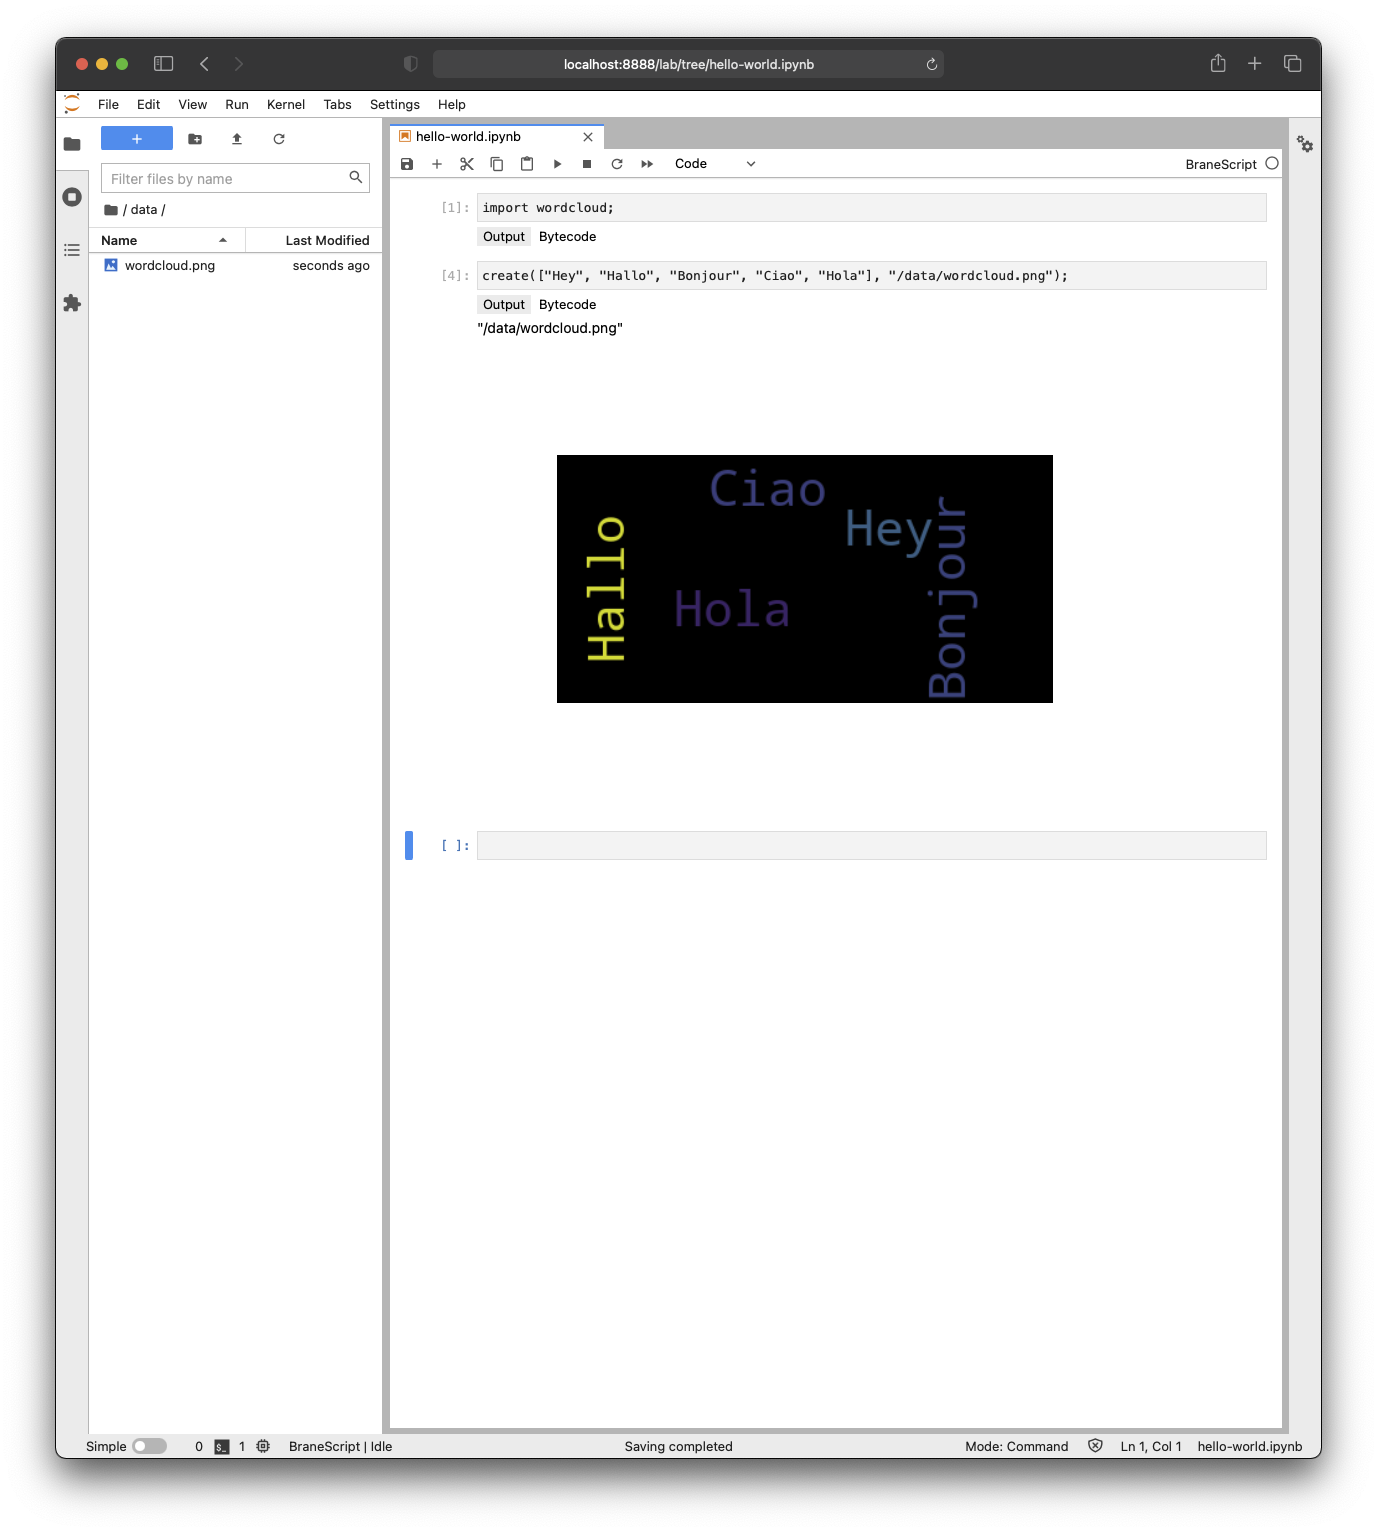 localhost:8888/lab/tree/hello-world.ipynb
File Edit View Run Kernel Tabs Settings Help
+
Filter files by name
/ data /
Name Last Modified
wordcloud.png seconds ago
hello-world.ipynb
Code BraneScript
[1]: import wordcloud;
Output Bytecode
[4]: create(["Hey", "Hallo", "Bonjour", "Ciao", "Hola"], "/data/wordcloud.png");
Output Bytecode
"/data/wordcloud.png"
Ciao
Hey
Hallo
Hola
Bonjour
[ ]:
Simple 0 $_ 1 BraneScript | Idle Saving completed Mode: Command Ln 1, Col 1 hello-world.ipynb